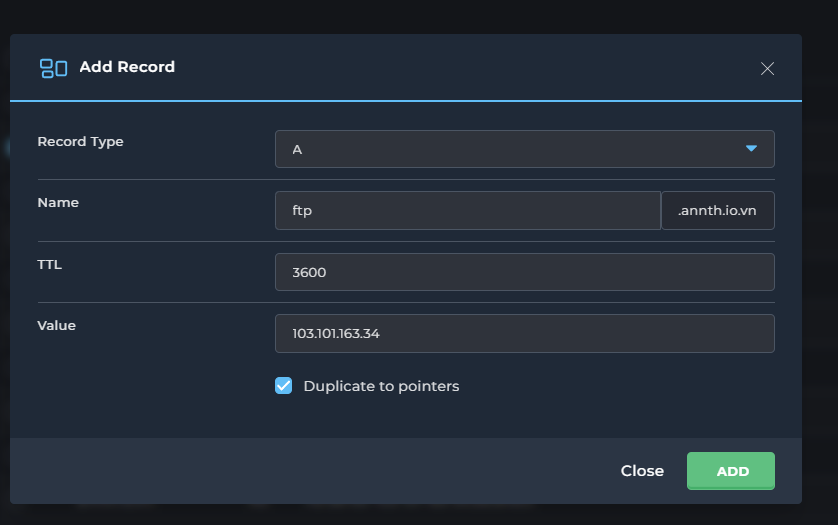 Add Record
Record Type
A
Name
ftp
.annth.io.vn
TTL
3600
Value
103.101.163.34
Duplicate to pointers
Close
ADD